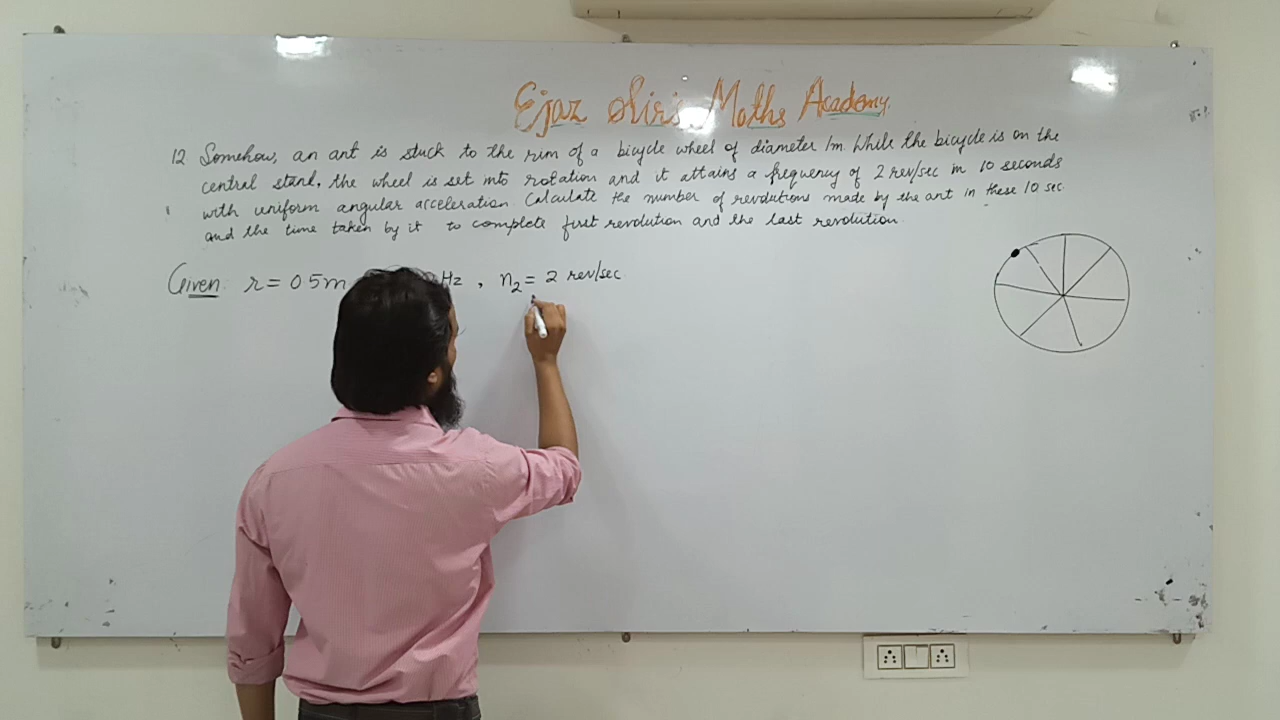 Ejaz Sir's Maths Academy.
12 Somehow, an ant is stuck to the rim of a bicycle wheel of diameter 1m. While the bicycle is on the
central stand, the wheel is set into rotation and it attains a frequency of 2 rev/sec in 10 seconds
with uniform angular acceleration. Calculate the number of revolutions made by the ant in these 10 sec.
and the time taken by it to complete first revolution and the last revolution.
Given: r = 0.5m Hz, n2 = 2 rev/sec